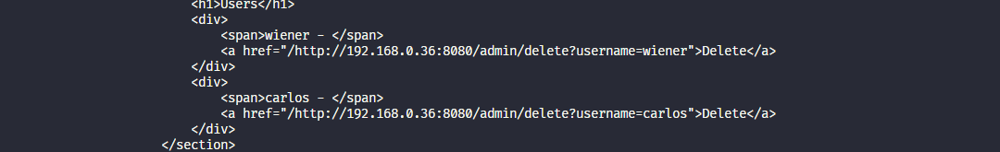 <h1>Users</h1>
<div>
<span>wiener - </span>
<a href="/http://192.168.0.36:8080/admin/delete?username=wiener">Delete</a>
</div>
<div>
<span>carlos - </span>
<a href="/http://192.168.0.36:8080/admin/delete?username=carlos">Delete</a>
</div>
</section>